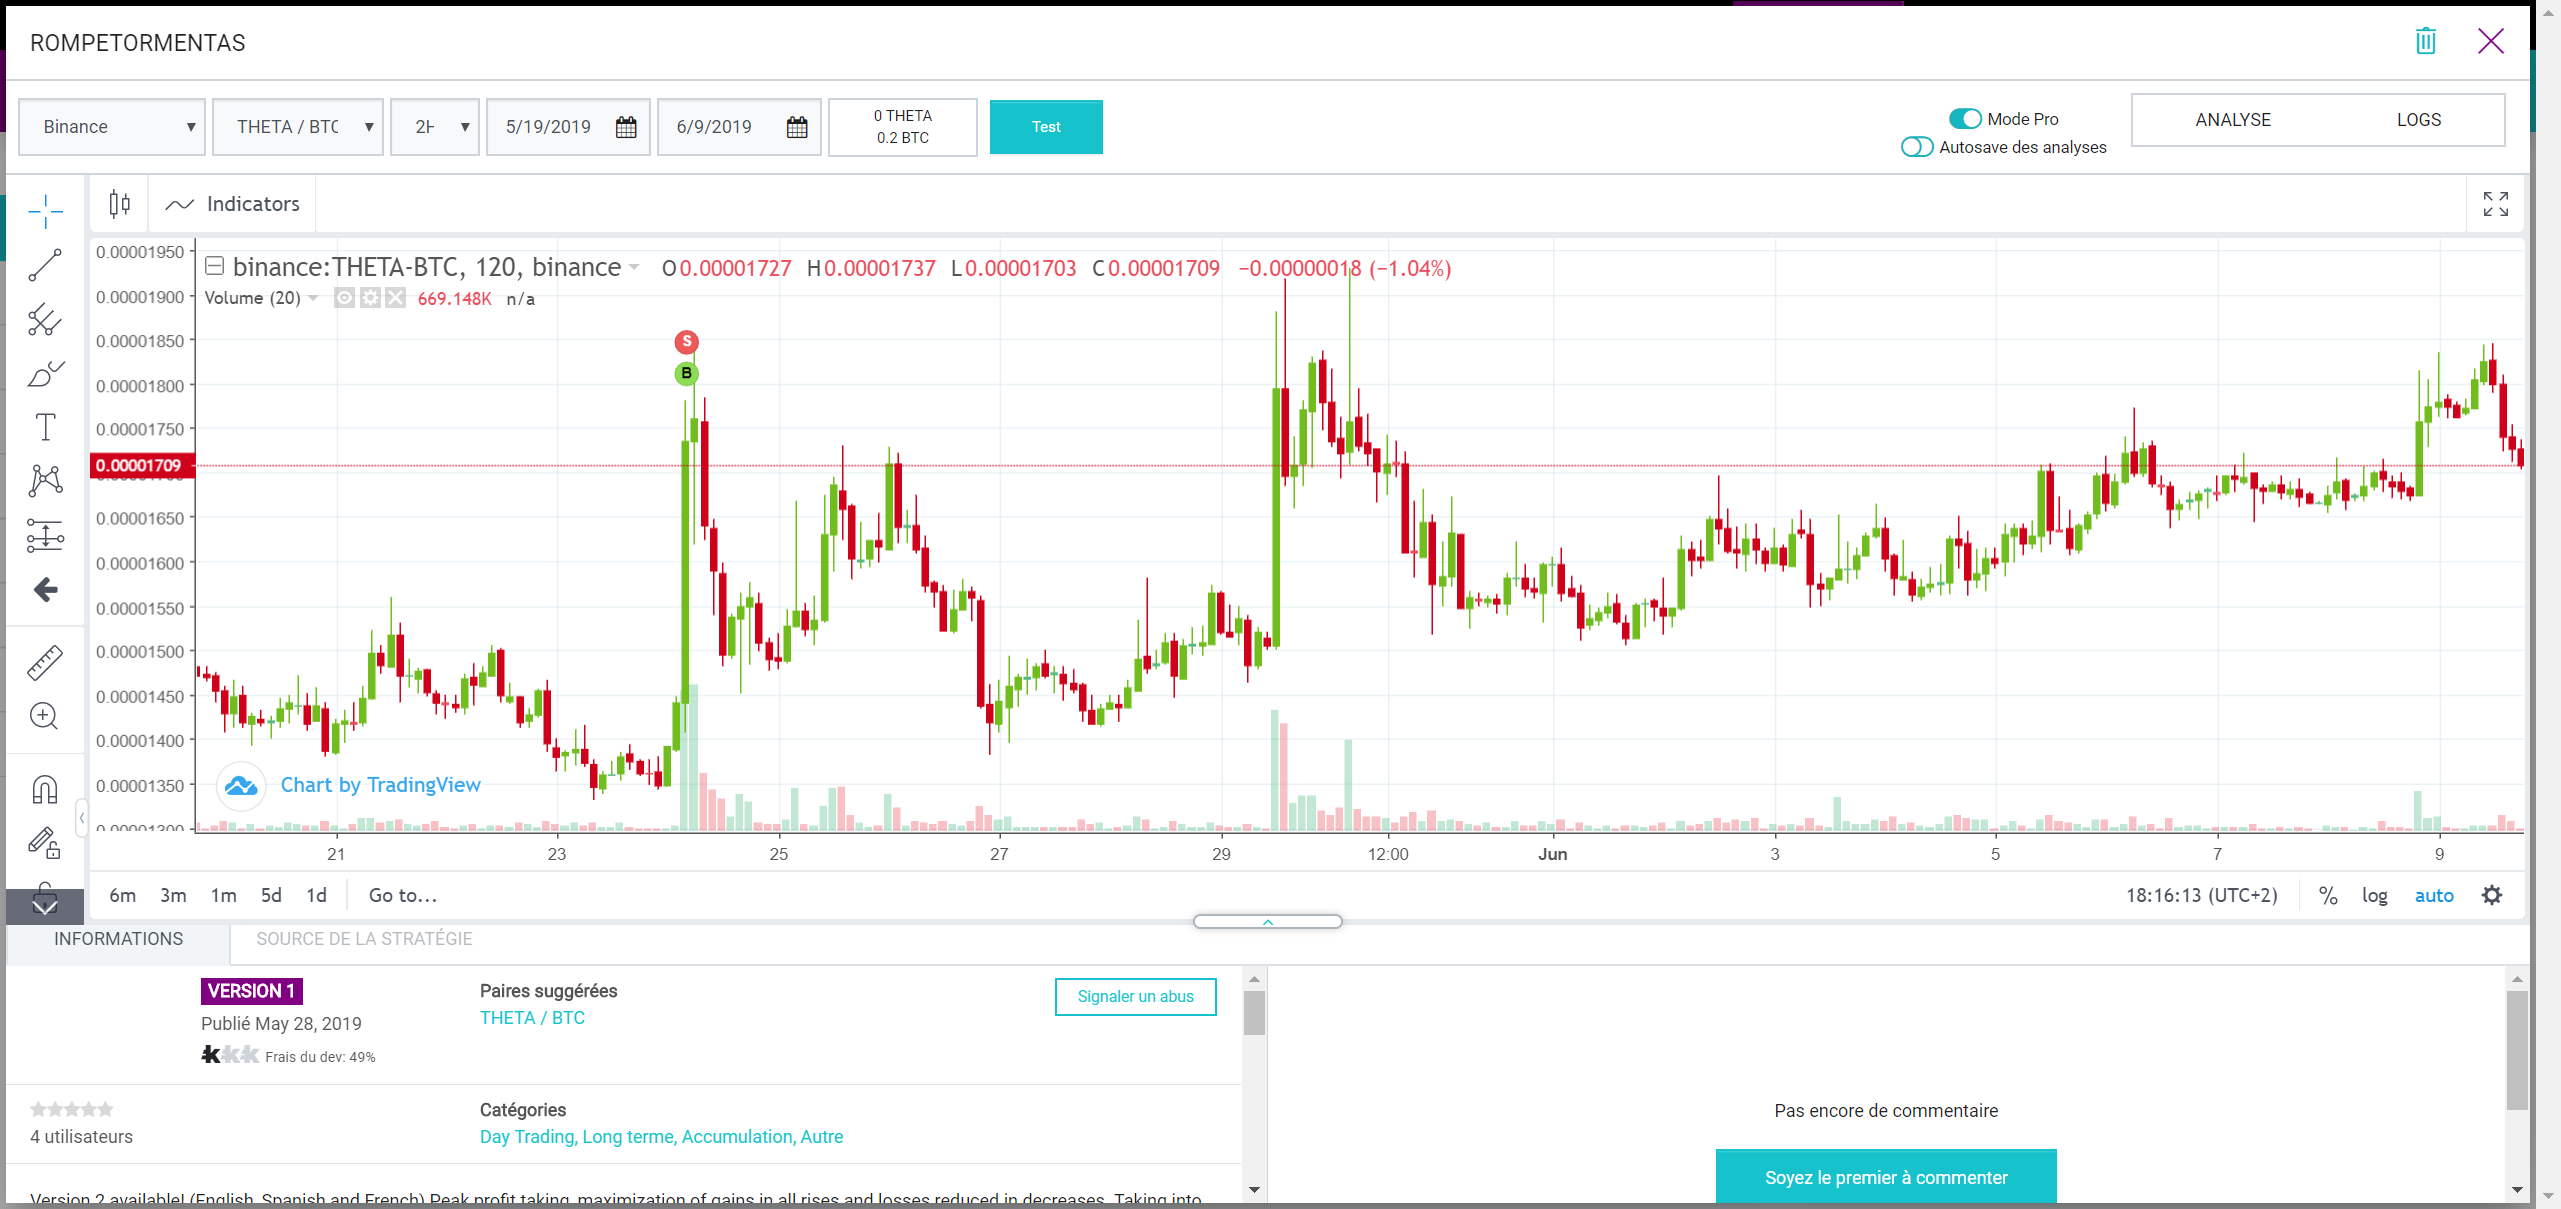 ROMPETORMENTAS
Binance
THETA / BTC
2H
5/19/2019
6/9/2019
0 THETA
0.2 BTC
Test
Mode Pro
Autosave des analyses
ANALYSE
LOGS
Indicators
binance:THETA-BTC, 120, binance
O0.00001727 H0.00001737 L0.00001703 C0.00001709 −0.00000018 (−1.04%)
Volume (20) 669.148K n/a
S
B
0.00001950
0.00001900
0.00001850
0.00001800
0.00001750
0.00001709
0.00001650
0.00001600
0.00001550
0.00001500
0.00001450
0.00001400
0.00001350
0.00001300
Chart by TradingView
21 23 25 27 29 12:00 Jun 3 5 7 9
6m 3m 1m 5d 1d Go to...
18:16:13 (UTC+2) % log auto
INFORMATIONS
SOURCE DE LA STRATÉGIE
VERSION 1
Publié May 28, 2019
Frais du dev: 49%
Paires suggérées
THETA / BTC
Signaler un abus
4 utilisateurs
Catégories
Day Trading, Long terme, Accumulation, Autre
Version 2 available! (English, Spanish and French) Peak profit taking, maximization of gains in all rises and losses reduced in decreases. Taking into
Pas encore de commentaire
Soyez le premier à commenter